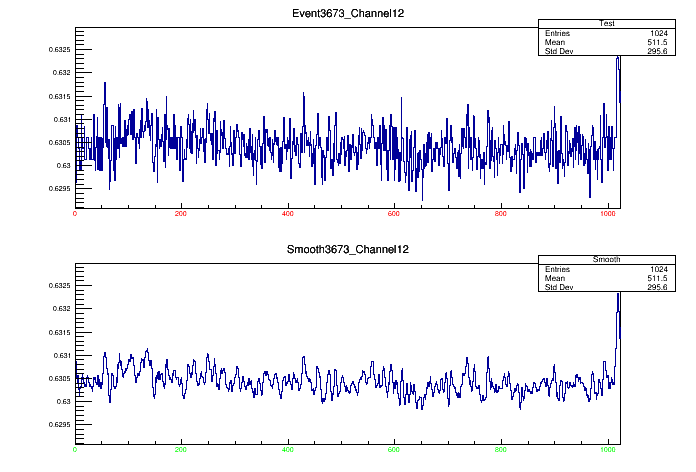 Event3673_Channel12
Test
Entries 1024
Mean 511.5
Std Dev 295.6
0.6325
0.632
0.6315
0.631
0.6305
0.63
0.6295
0 200 400 600 800 1000
Smooth3673_Channel12
Smooth
Entries 1024
Mean 511.5
Std Dev 295.6
0.6325
0.632
0.6315
0.631
0.6305
0.63
0.6295
0 200 400 600 800 1000